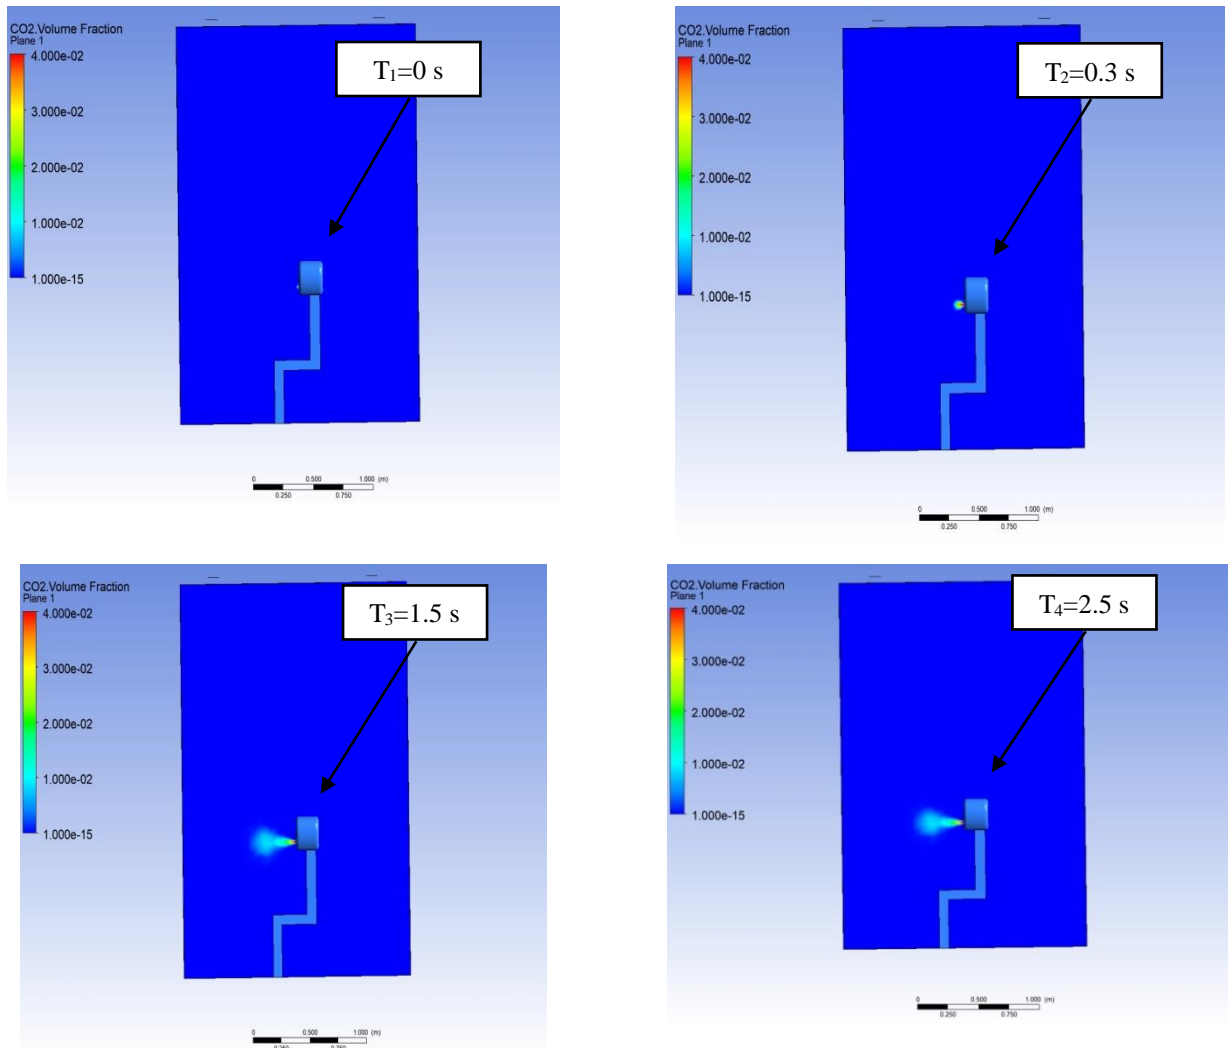 CO2.Volume Fraction
Plane 1
4.000e-02
3.000e-02
2.000e-02
1.000e-02
1.000e-15
T₁=0 s
0 0.500 1.000 (m)
0.250 0.750
CO2.Volume Fraction
Plane 1
4.000e-02
3.000e-02
2.000e-02
1.000e-02
1.000e-15
T₂=0.3 s
0 0.500 1.000 (m)
0.250 0.750
CO2.Volume Fraction
Plane 1
4.000e-02
3.000e-02
2.000e-02
1.000e-02
1.000e-15
T₃=1.5 s
0 0.500 1.000 (m)
0.250 0.750
CO2.Volume Fraction
Plane 1
4.000e-02
3.000e-02
2.000e-02
1.000e-02
1.000e-15
T₄=2.5 s
0 0.500 1.000 (m)
0.250 0.750